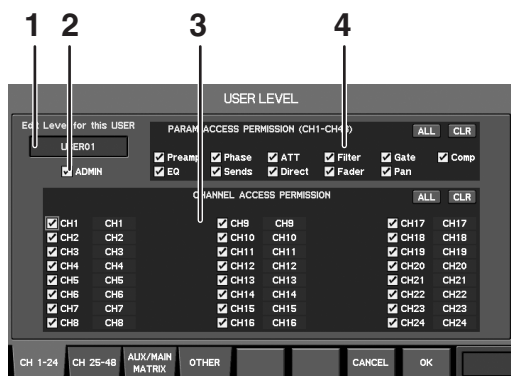 1 2 3 4
USER LEVEL
Edit Level for this USER
USER01
ADMIN
PARAM ACCESS PERMISSION (CH1-CH48) ALL CLR
Preamp Phase ATT Filter Gate Comp
EQ Sends Direct Fader Pan
CHANNEL ACCESS PERMISSION ALL CLR
CH1 CH1 CH9 CH9 CH17 CH17
CH2 CH2 CH10 CH10 CH18 CH18
CH3 CH3 CH11 CH11 CH19 CH19
CH4 CH4 CH12 CH12 CH20 CH20
CH5 CH5 CH13 CH13 CH21 CH21
CH6 CH6 CH14 CH14 CH22 CH22
CH7 CH7 CH15 CH15 CH23 CH23
CH8 CH8 CH16 CH16 CH24 CH24
CH 1-24 CH 25-48 AUX/MAIN MATRIX OTHER CANCEL OK